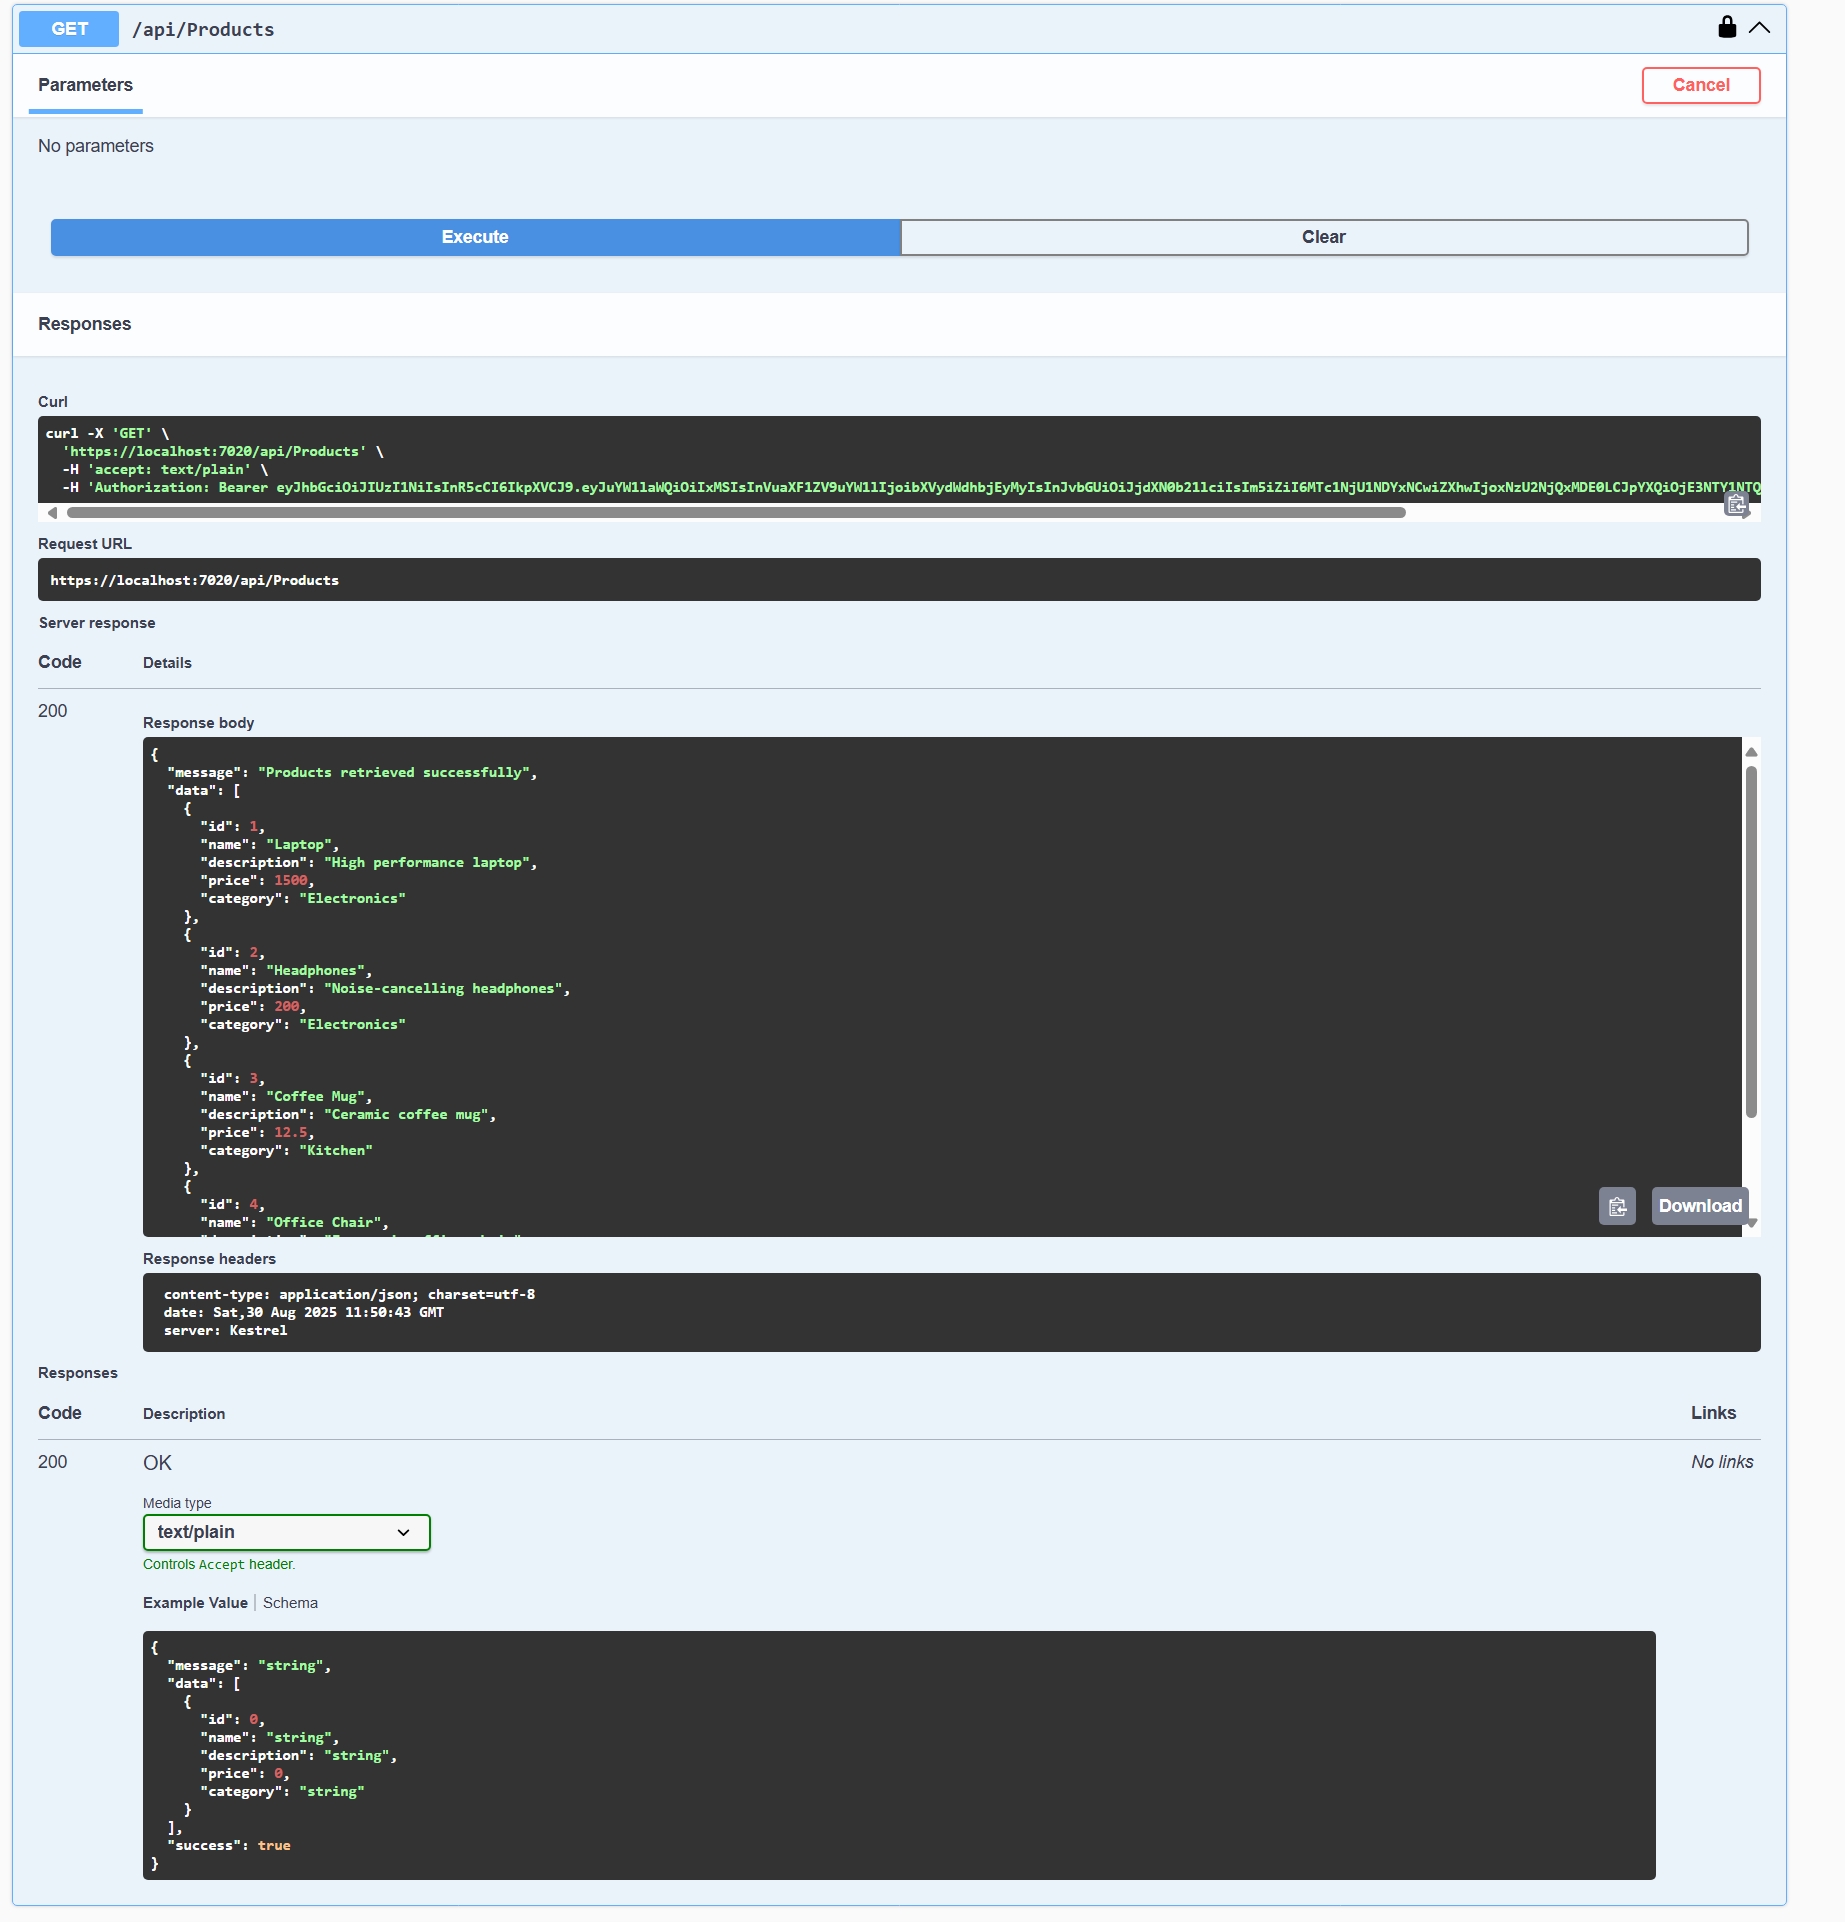 GET /api/Products
Parameters
Cancel
No parameters
Execute
Clear
Responses
Curl
curl -X 'GET' \
  'https://localhost:7020/api/Products' \
  -H 'accept: text/plain' \
  -H 'Authorization: Bearer
Request URL
https://localhost:7020/api/Products
Server response
Code Details
200
Response body
{
  "message": "Products retrieved successfully",
  "data": [
    {
      "id": 1,
      "name": "Laptop",
      "description": "High performance laptop",
      "price": 1500,
      "category": "Electronics"
    },
    {
      "id": 2,
      "name": "Headphones",
      "description": "Noise-cancelling headphones",
      "price": 200,
      "category": "Electronics"
    },
    {
      "id": 3,
      "name": "Coffee Mug",
      "description": "Ceramic coffee mug",
      "price": 12.5,
      "category": "Kitchen"
    },
    {
      "id": 4,
      "name": "Office Chair",
Download
Response headers
content-type: application/json; charset=utf-8
date: Sat,30 Aug 2025 11:50:43 GMT
server: Kestrel
Responses
Code Description Links
200 OK No links
Media type
text/plain
Controls Accept header.
Example Value | Schema
{
  "message": "string",
  "data": [
    {
      "id": 0,
      "name": "string",
      "description": "string",
      "price": 0,
      "category": "string"
    }
  ],
  "success": true
}